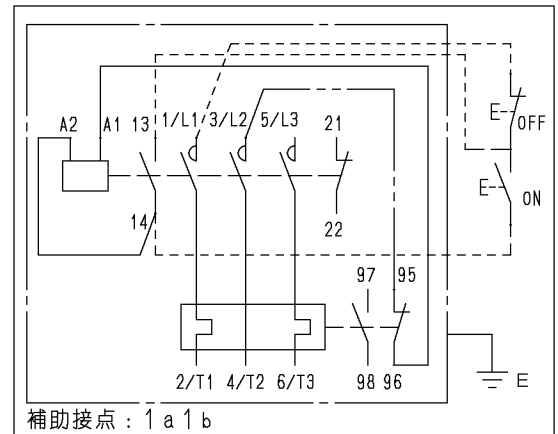 A2 A1 13 1/L1 3/L2 5/L3 21
E OFF
E ON
14 22
97 95
2/T1 4/T2 6/T3 98 96
E
補助接点：1a1b